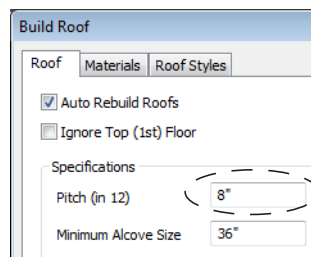 Build Roof
Roof Materials Roof Styles
Auto Rebuild Roofs
Ignore Top (1st) Floor
Specifications
Pitch (in 12) 8"
Minimum Alcove Size 36"